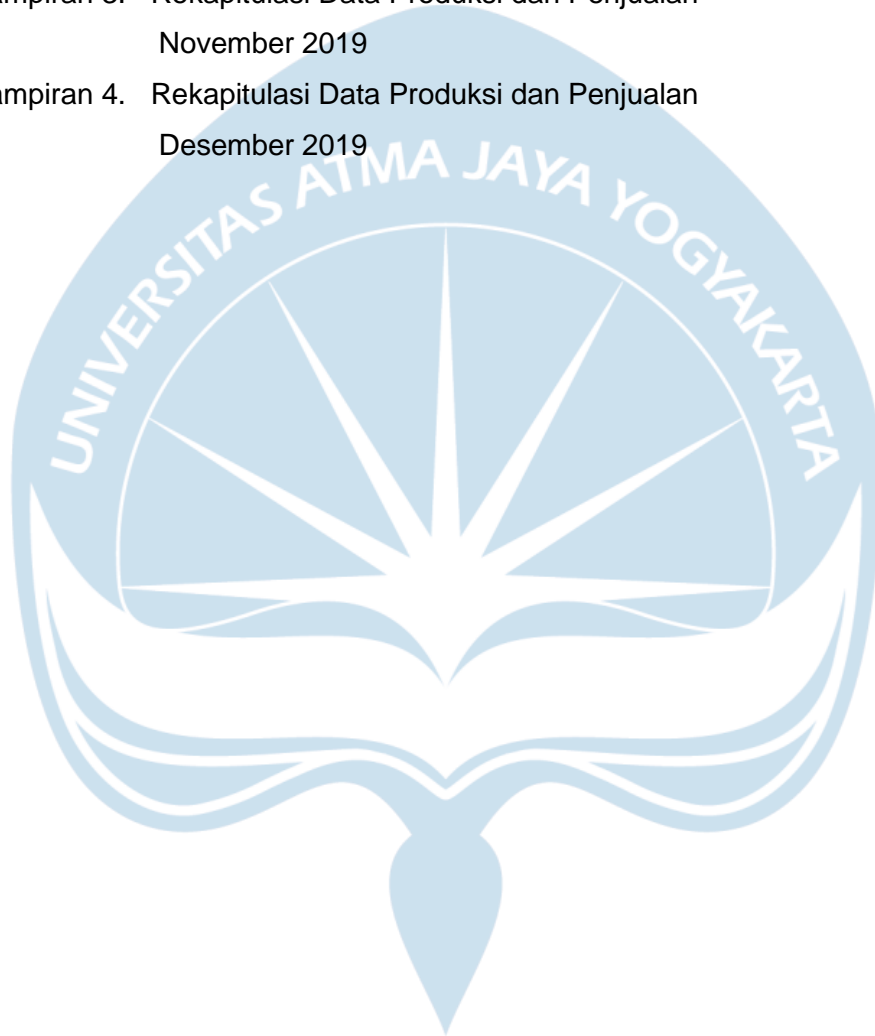 ampiran 3. Rekapitulasi Data Produksi dan Penjualan
November 2019
ampiran 4. Rekapitulasi Data Produksi dan Penjualan
Desember 2019
UNIVERSITAS ATMA JAYA YOGYAKARTA